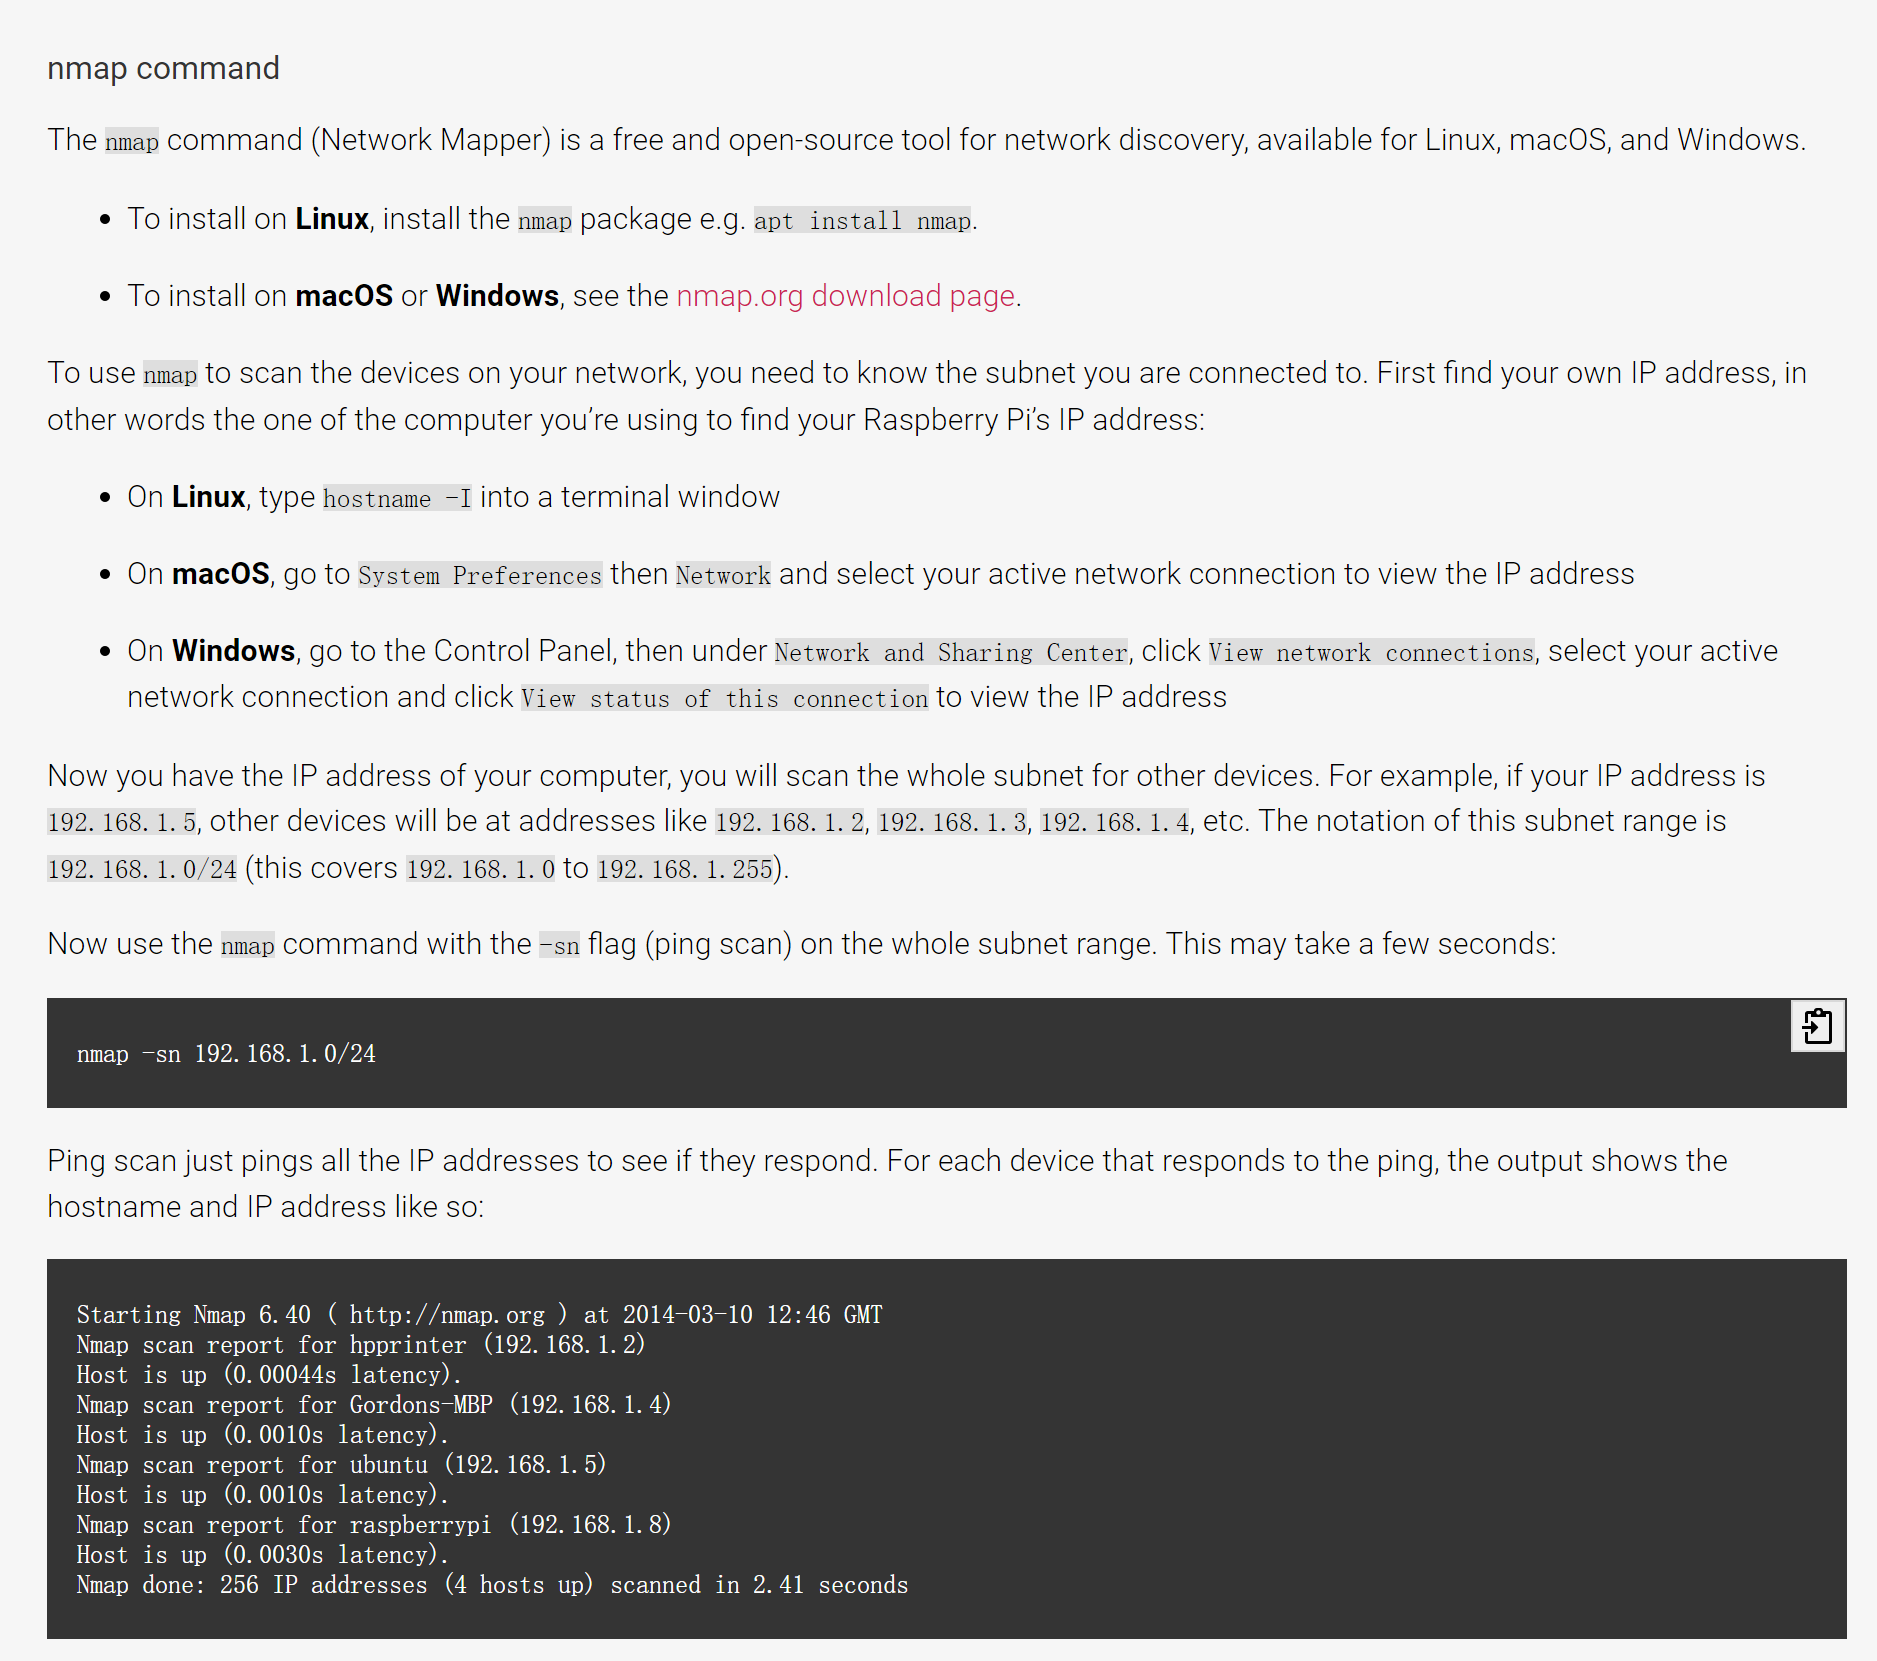 nmap command
The nmap command (Network Mapper) is a free and open-source tool for network discovery, available for Linux, macOS, and Windows.
• To install on Linux, install the nmap package e.g. apt install nmap.
• To install on macOS or Windows, see the nmap.org download page.
To use nmap to scan the devices on your network, you need to know the subnet you are connected to. First find your own IP address, in
other words the one of the computer you’re using to find your Raspberry Pi’s IP address:
• On Linux, type hostname -I into a terminal window
• On macOS, go to System Preferences then Network and select your active network connection to view the IP address
• On Windows, go to the Control Panel, then under Network and Sharing Center, click View network connections, select your active
network connection and click View status of this connection to view the IP address
Now you have the IP address of your computer, you will scan the whole subnet for other devices. For example, if your IP address is
192.168.1.5, other devices will be at addresses like 192.168.1.2, 192.168.1.3, 192.168.1.4, etc. The notation of this subnet range is
192.168.1.0/24 (this covers 192.168.1.0 to 192.168.1.255).
Now use the nmap command with the -sn flag (ping scan) on the whole subnet range. This may take a few seconds:
nmap -sn 192.168.1.0/24
Ping scan just pings all the IP addresses to see if they respond. For each device that responds to the ping, the output shows the
hostname and IP address like so:
Starting Nmap 6.40 ( http://nmap.org ) at 2014-03-10 12:46 GMT
Nmap scan report for hpprinter (192.168.1.2)
Host is up (0.00044s latency).
Nmap scan report for Gordons-MBP (192.168.1.4)
Host is up (0.0010s latency).
Nmap scan report for ubuntu (192.168.1.5)
Host is up (0.0010s latency).
Nmap scan report for raspberrypi (192.168.1.8)
Host is up (0.0030s latency).
Nmap done: 256 IP addresses (4 hosts up) scanned in 2.41 seconds